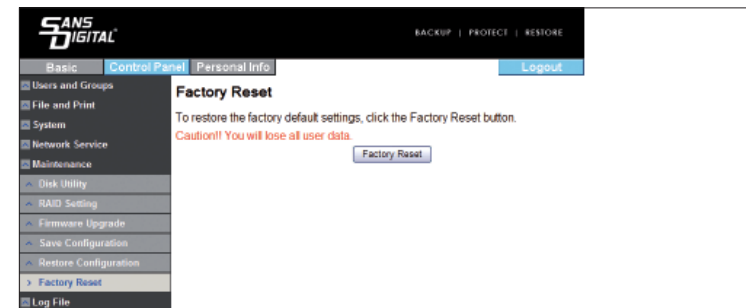 SANS DIGITAL
BACKUP | PROTECT | RESTORE
Basic Control Panel Personal Info Logout
Users and Groups
File and Print
System
Network Service
Maintenance
Disk Utility
RAID Setting
Firmware Upgrade
Save Configuration
Restore Configuration
Factory Reset
Log File
Factory Reset
To restore the factory default settings, click the Factory Reset button.
Caution!! You will lose all user data.
Factory Reset